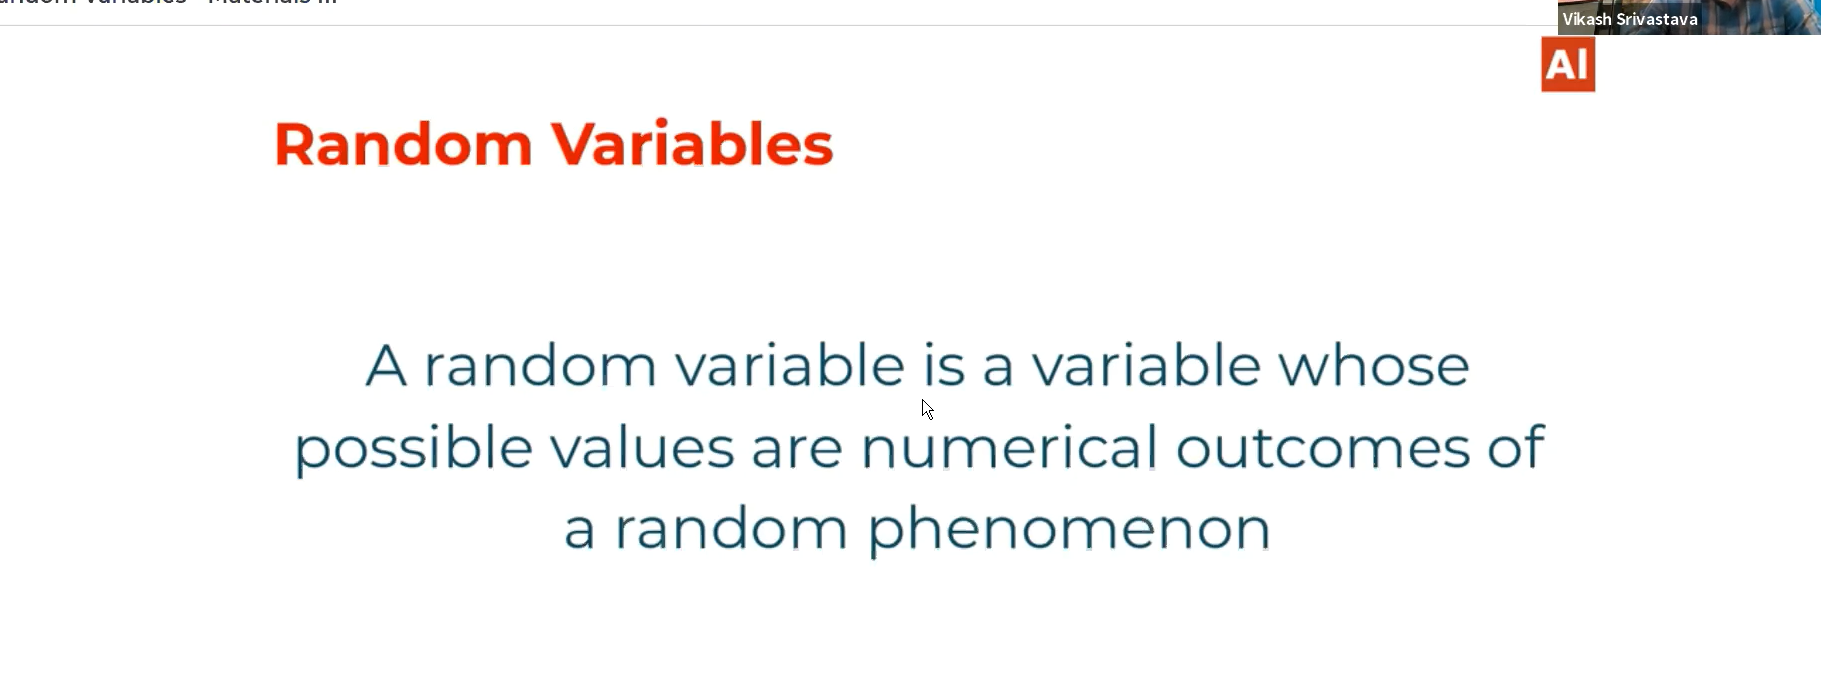 Vikash Srivastava
AI
Random Variables
A random variable is a variable whose
possible values are numerical outcomes of
a random phenomenon